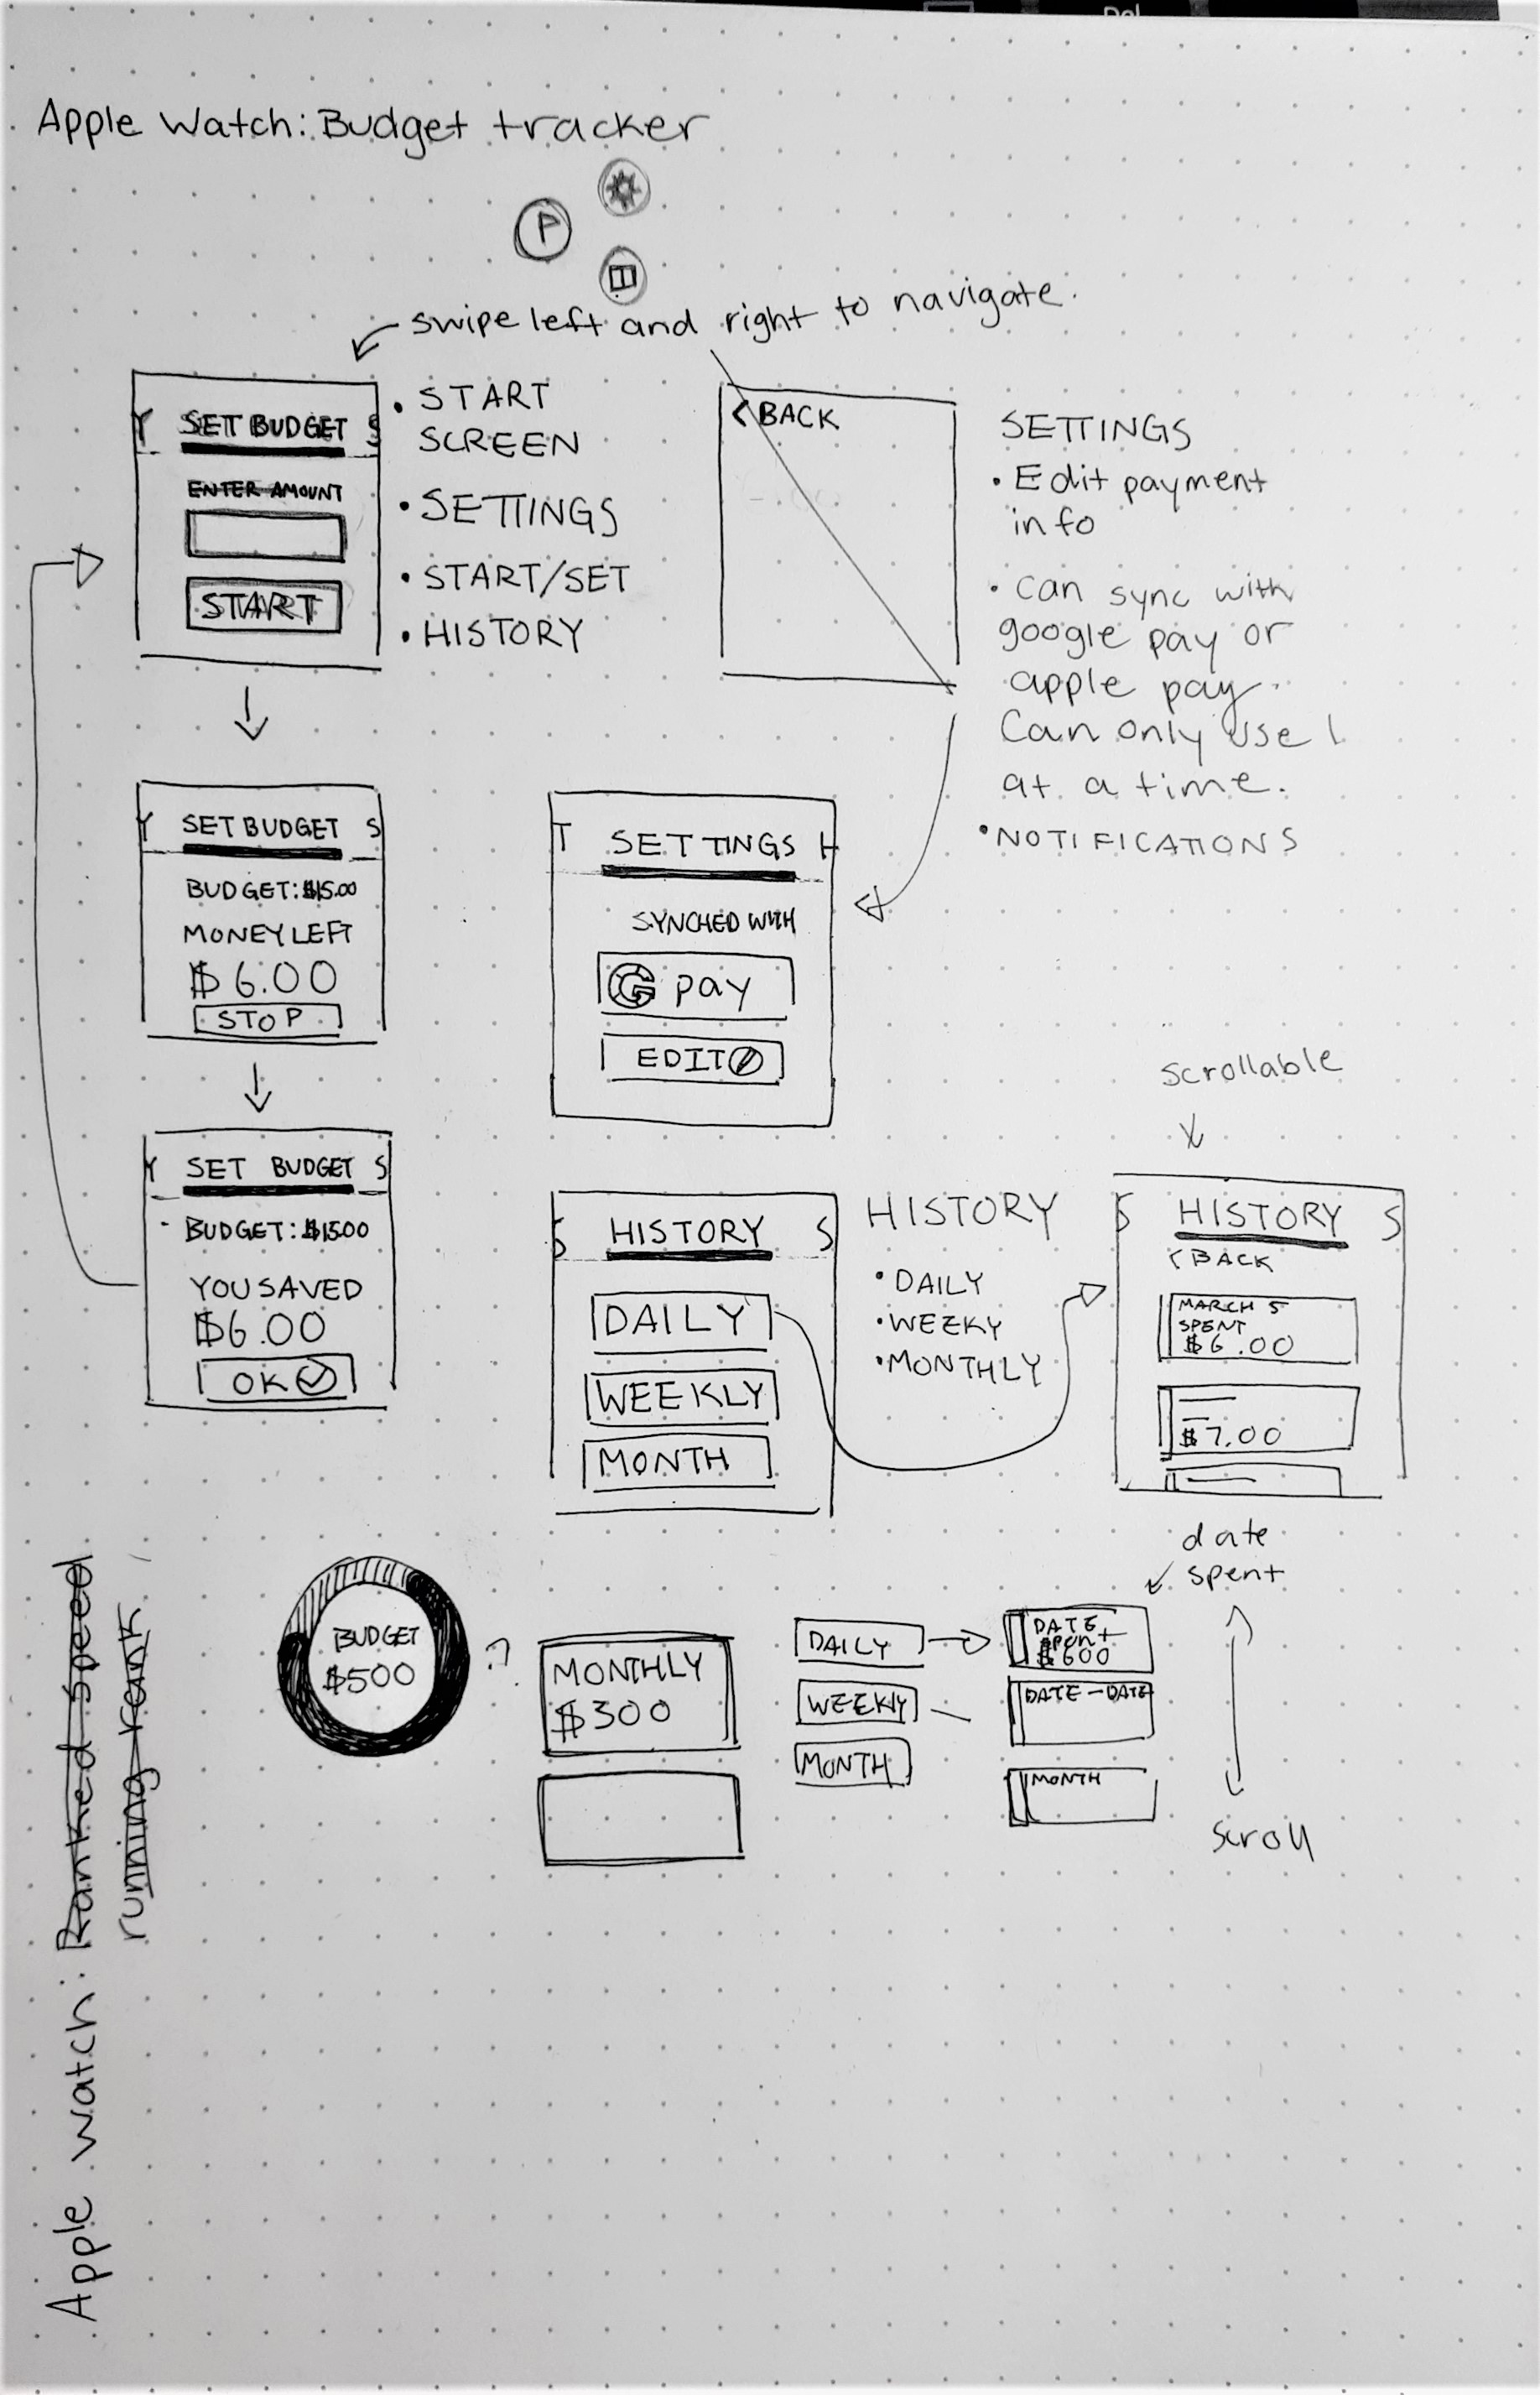 Del
Apple Watch: Budget tracker
P
swipe left and right to navigate.
Y SET BUDGET S
ENTER AMOUNT
START
• START
SCREEN
• SETTINGS
• START/SET
• HISTORY
< BACK
SETTINGS
• Edit payment
info
• Can sync with
google pay or
apple pay.
Can only use 1
at a time.
• NOTIFICATIONS
Y SET BUDGET S
BUDGET: $15.00
MONEY LEFT
$6.00
STOP
T SETTINGS H
SYNCHED WITH
G pay
EDIT
Y SET BUDGET S
- BUDGET: $15.00
YOU SAVED
$6.00
OK
S HISTORY S
DAILY
WEEKLY
MONTH
HISTORY
• DAILY
• WEEKY
• MONTHLY
scrollable
S HISTORY S
< BACK
MARCH 5
SPENT
$6.00
$7.00
date
spent
BUDGET
$500
?
MONTHLY
$300
DAILY
WEEKLY
MONTH
DATE
spent
$600
DATE - DATE
MONTH
scroll
Apple watch: Ranked speed
running rank